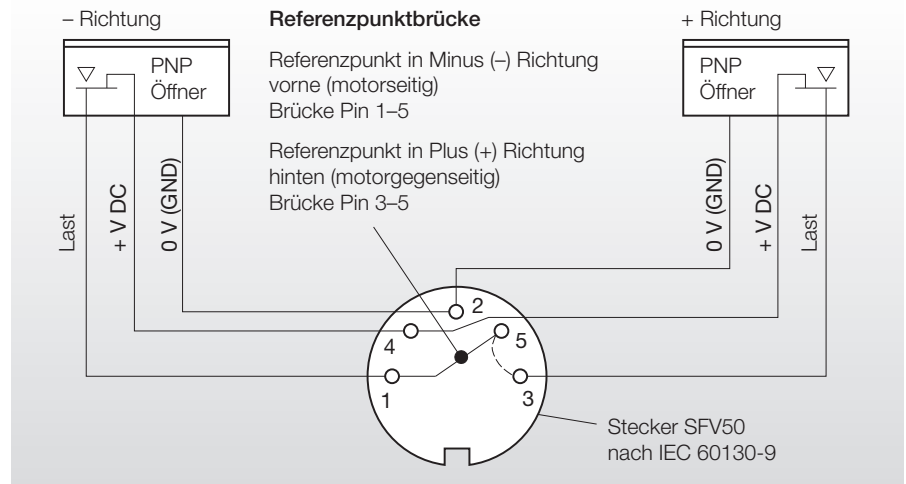 – Richtung
Referenzpunktbrücke
+ Richtung
PNP
Öffner
Referenzpunkt in Minus (–) Richtung
vorne (motorseitig)
Brücke Pin 1–5
PNP
Öffner
Referenzpunkt in Plus (+) Richtung
hinten (motorgegenseitig)
Brücke Pin 3–5
Last
+ V DC
0 V (GND)
0 V (GND)
+ V DC
Last
2
4
5
1
3
Stecker SFV50
nach IEC 60130-9